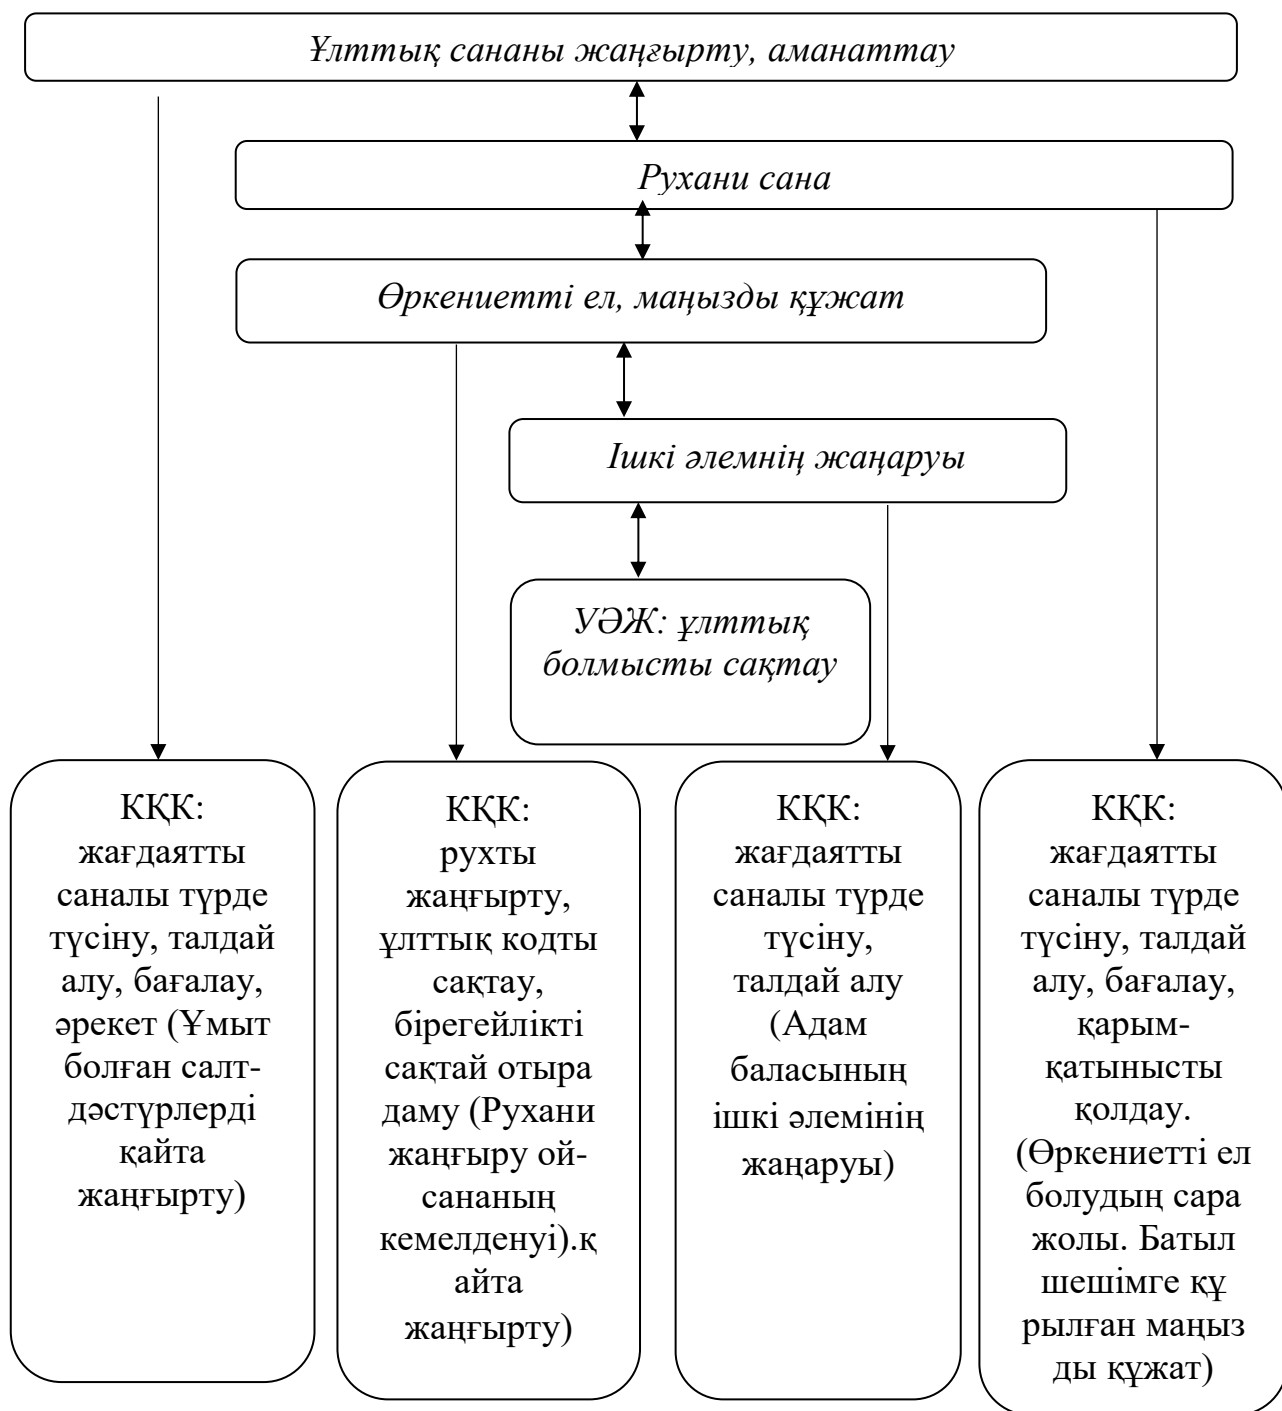 Ұлттық сананы жаңғырту, аманаттау
Рухани сана
Өркениетті ел, маңызды құжат
Ішкі әлемнің жаңаруы
УӘЖ: ұлттық
болмысты сақтау
КҚК:
жағдаятты
саналы түрде
түсіну, талдай
алу, бағалау,
әрекет (Ұмыт
болған салт-
дәстүрлерді
қайта
жаңғырту)
КҚК:
рухты
жаңғырту,
ұлттық кодты
сақтау,
бірегейлікті
сақтай отыра
даму (Рухани
жаңғыру ой-
сананың
кемелденуі).қ
айта
жаңғырту)
КҚК:
жағдаятты
саналы түрде
түсіну,
талдай алу
(Адам
баласының
ішкі әлемінің
жаңаруы)
КҚК:
жағдаятты
саналы түрде
түсіну, талдай
алу, бағалау,
қарым-
қатынысты
қолдау.
(Өркениетті ел
болудың сара
жолы. Батыл
шешімге құ
рылған маңыз
ды құжат)